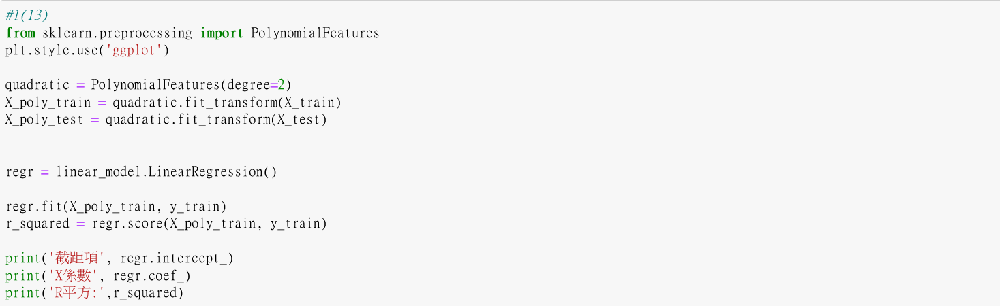 #1(13)
from sklearn.preprocessing import PolynomialFeatures
plt.style.use('ggplot')
quadratic = PolynomialFeatures(degree=2)
X_poly_train = quadratic.fit_transform(X_train)
X_poly_test = quadratic.fit_transform(X_test)
regr = linear_model.LinearRegression()
regr.fit(X_poly_train, y_train)
r_squared = regr.score(X_poly_train, y_train)
print('截距項', regr.intercept_)
print('X係數', regr.coef_)
print('R平方:',r_squared)